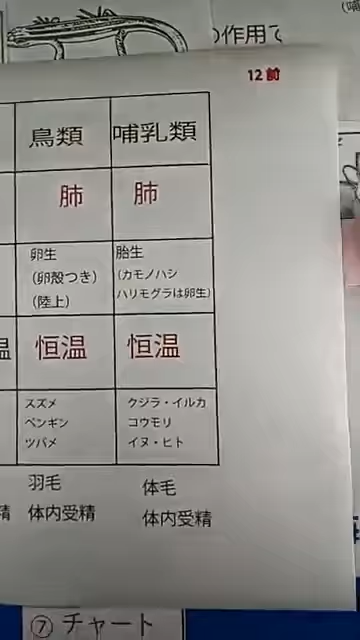 の作用で
12前
鳥類 哺乳類
肺 肺
卵生 胎生
(卵殻つき) (カモノハシ
(陸上) ハリモグラは卵生)
温 恒温 恒温
スズメ クジラ・イルカ
ペンギン コウモリ
ツバメ イヌ・ヒト
羽毛 体毛
精 体内受精 体内受精
⑦ チャート